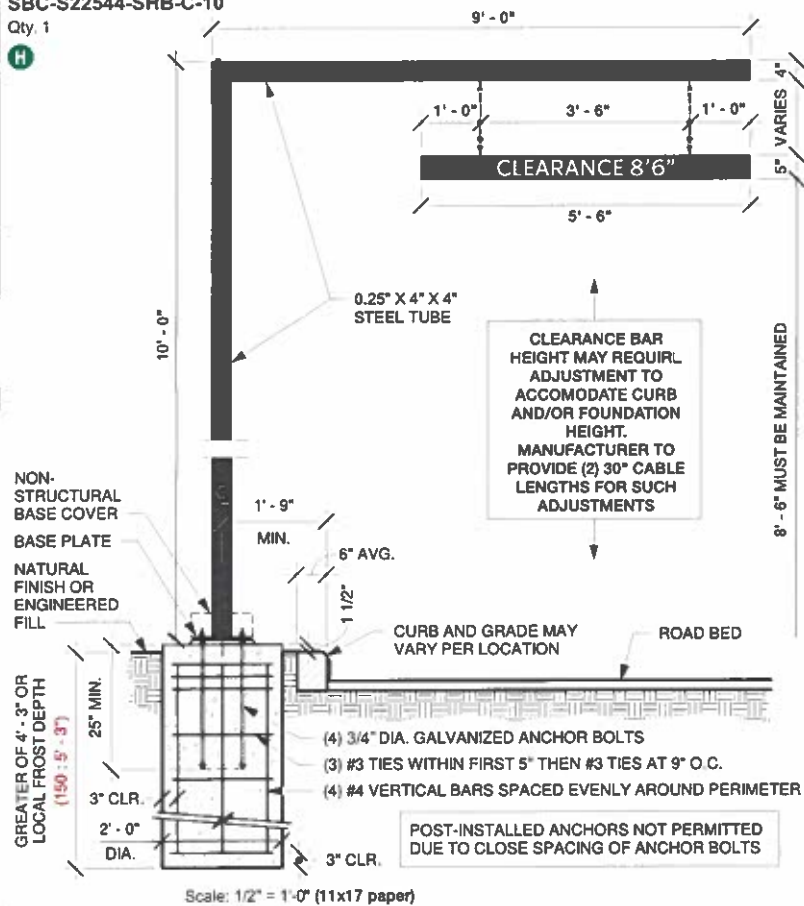 SBC-S22544-SHB-C-10
Qty. 1
H
9' - 0"
4"
VARIES
5"
1' - 0"
3' - 6"
1' - 0"
CLEARANCE 8'6"
5' - 6"
10' - 0"
0.25" X 4" X 4"
STEEL TUBE
CLEARANCE BAR
HEIGHT MAY REQUIRL
ADJUSTMENT TO
ACCOMODATE CURB
AND/OR FOUNDATION
HEIGHT.
MANUFACTURER TO
PROVIDE (2) 30" CABLE
LENGTHS FOR SUCH
ADJUSTMENTS
8' - 6" MUST BE MAINTAINED
NON-
STRUCTURAL
BASE COVER
BASE PLATE
NATURAL
FINISH OR
ENGINEERED
FILL
1' - 9"
MIN.
6" AVG.
1 1/2"
CURB AND GRADE MAY
VARY PER LOCATION
ROAD BED
GREATER OF 4' - 3" OR
LOCAL FROST DEPTH
(150 : 5' - 3")
25" MIN.
(4) 3/4" DIA. GALVANIZED ANCHOR BOLTS
(3) #3 TIES WITHIN FIRST 5" THEN #3 TIES AT 9" O.C.
(4) #4 VERTICAL BARS SPACED EVENLY AROUND PERIMETER
3" CLR.
2' - 0"
DIA.
3" CLR.
POST-INSTALLED ANCHORS NOT PERMITTED
DUE TO CLOSE SPACING OF ANCHOR BOLTS
Scale: 1/2" = 1'-0" (11x17 paper)